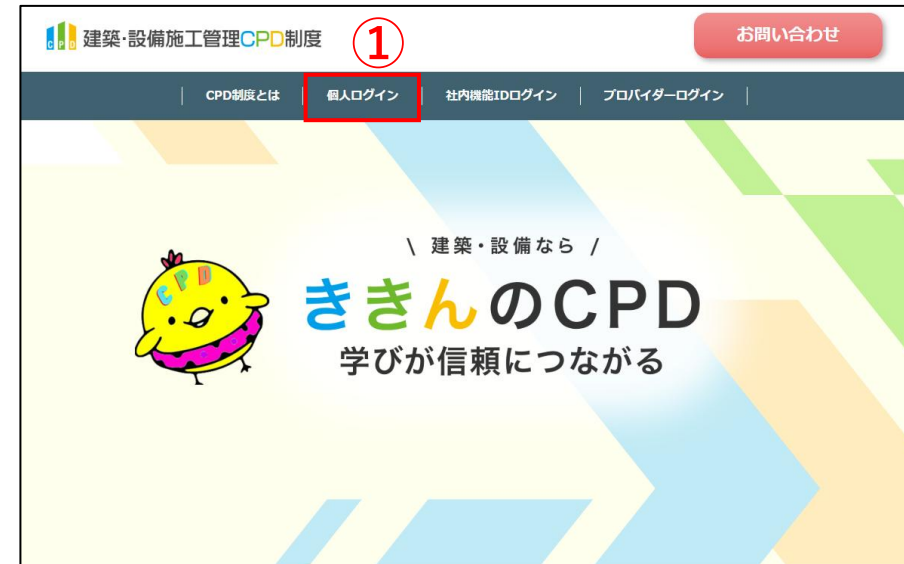 CPD 建築・設備施工管理CPD制度
①
お問い合わせ
CPD制度とは
個人ログイン
社内機能IDログイン
プロバイダーログイン
\ 建築・設備なら /
CPD
ききんのCPD
学びが信頼につながる